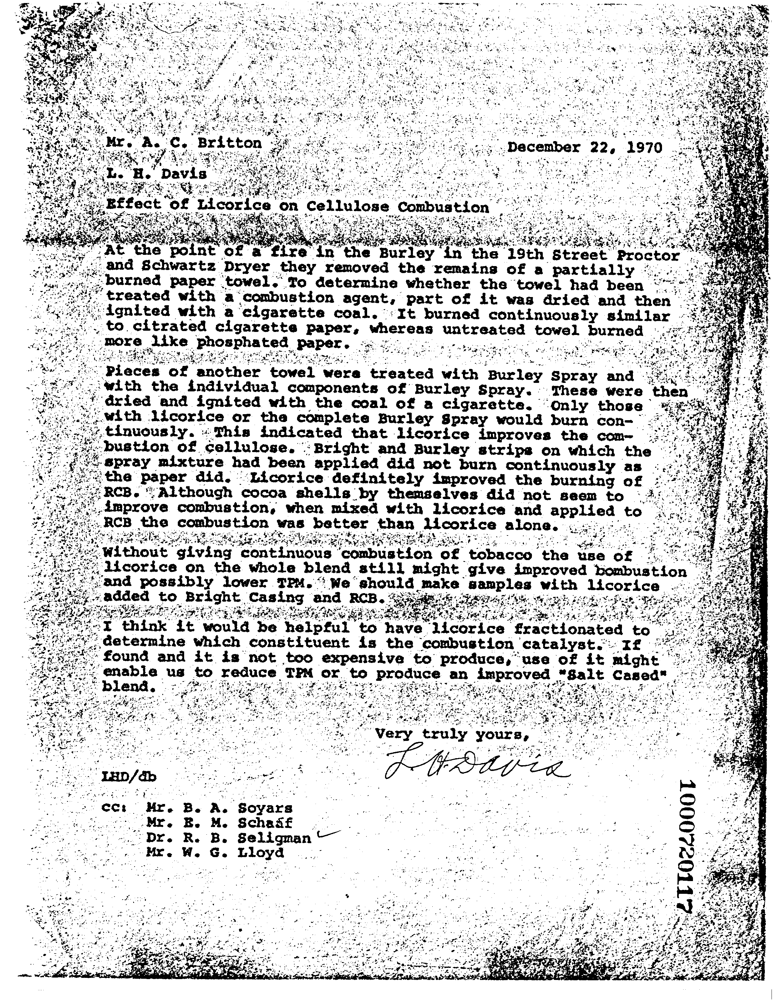 Mr. A. C. Britton
December 22, 1970
L. H. Davis
Effect of Licorice on Cellulose Combustion
At the point of a fire in the Burley in the 19th Street Proctor
and Schwartz Dryer they removed the remains of a partially
burned paper towel. To determine whether the towel had been
treated with a combustion agent, part of it was dried and then
ignited with a cigarette coal. It burned continuously similar
to citrated cigarette paper, whereas untreated towel burned
more like phosphated paper.
Pieces of another towel were treated with Burley Spray and
with the individual components of Burley Spray. These were then
dried and ignited with the coal of a cigarette. Only those
with licorice or the complete Burley Spray would burn con-
tinuously. This indicated that licorice improves the com-
bustion of cellulose. Bright and Burley strips on which the
spray mixture had been applied did not burn continuously as
the paper did. Licorice definitely improved the burning of
RCB. Although cocoa shells by themselves did not seem to
improve combustion, when mixed with licorice and applied to
RCB the combustion was better than licorice alone.
Without giving continuous combustion of tobacco the use of
licorice on the whole blend still might give improved bombustion
and possibly lower TPM. We should make samples with licorice
added to Bright Casing and RCB.
I think it would be helpful to have licorice fractionated to
determine which constituent is the combustion catalyst. If
found and it is not too expensive to produce, use of it might
enable us to reduce TPM or to produce an improved "Salt Cased"
blend.
Very truly yours,
L H Davis
LHD/db
cc: Mr. B. A. Soyars
Mr. E. M. Schaaf
Dr. R. B. Seligman
Mr. W. G. Lloyd
1000720117